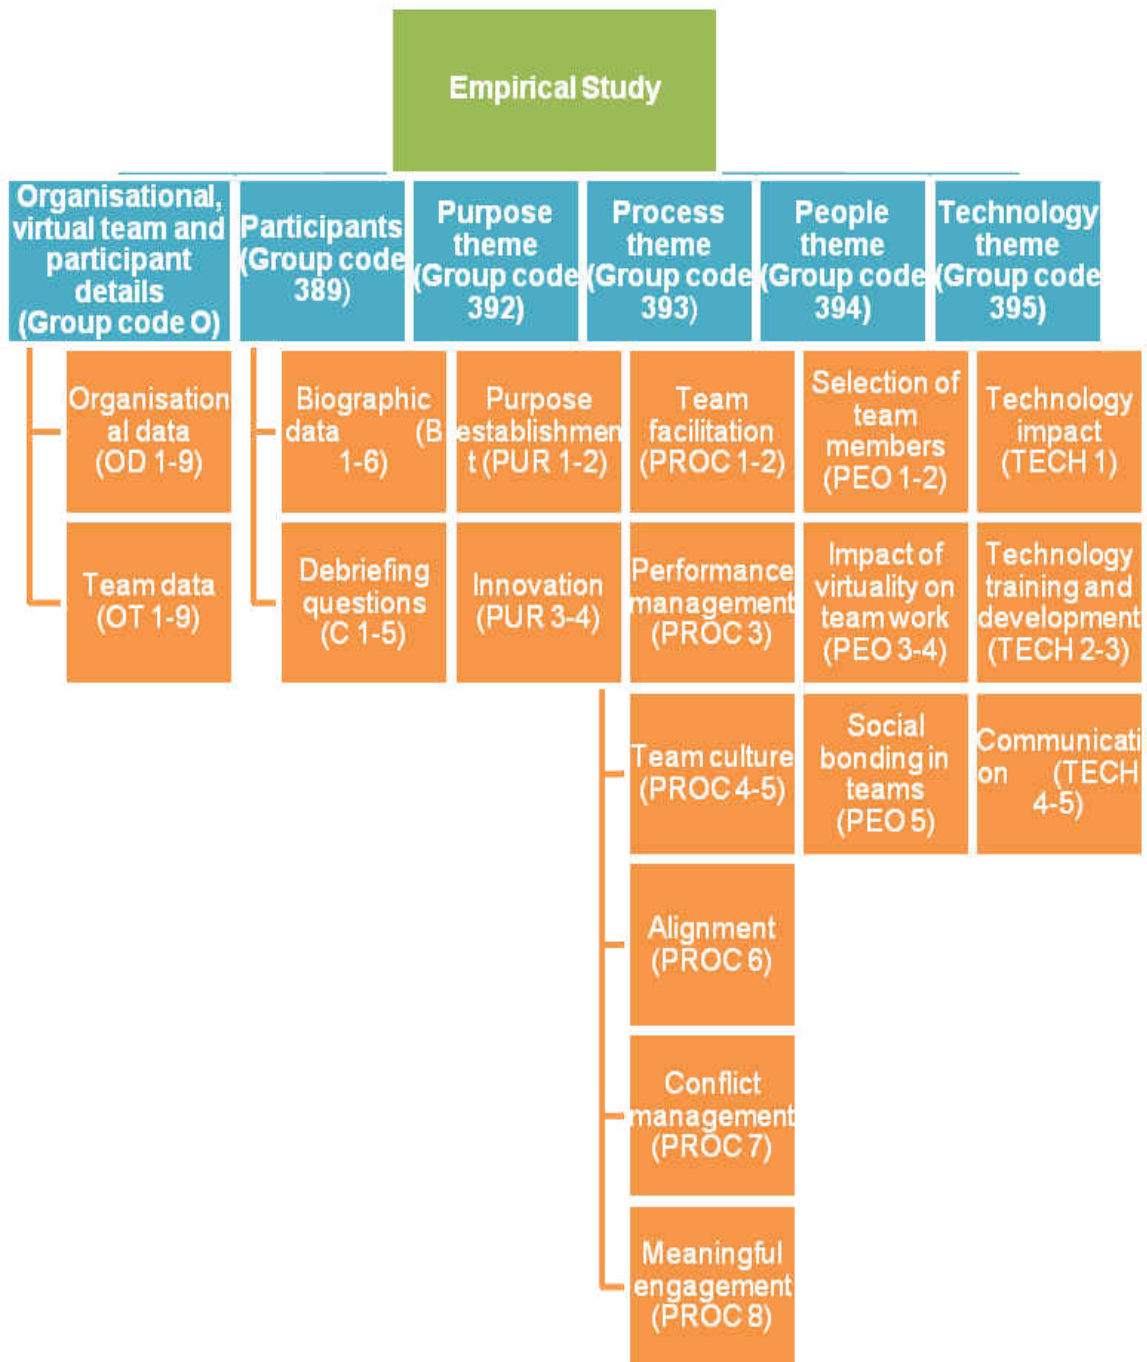 Empirical Study
Organisational,
virtual team and
participant
details
(Group code O)
Participants
(Group code
389)
Purpose
theme
(Group code
392)
Process
theme
(Group code
393)
People
theme
(Group code
394)
Technology
theme
(Group code
395)
Organisation
al data
(OD 1-9)
Team data
(OT 1-9)
Biographic
data (B
1-6)
Debriefing
questions
(C 1-5)
Purpose
establishmen
t (PUR 1-2)
Innovation
(PUR 3-4)
Team
facilitation
(PROC 1-2)
Performance
management
(PROC 3)
Team culture
(PROC 4-5)
Alignment
(PROC 6)
Conflict
management
(PROC 7)
Meaningful
engagement
(PROC 8)
Selection of
team
members
(PEO 1-2)
Impact of
virtuality on
team work
(PEO 3-4)
Social
bonding in
teams
(PEO 5)
Technology
impact
(TECH 1)
Technology
training and
development
(TECH 2-3)
Communicati
on (TECH
4-5)